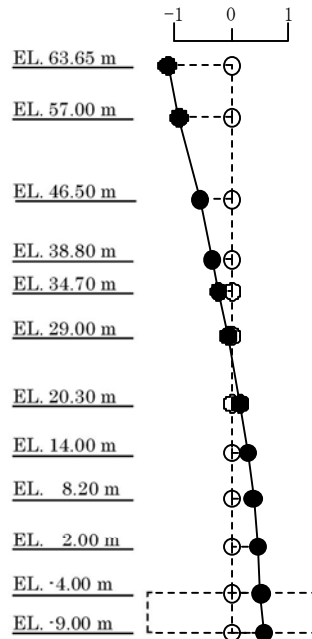 -1 0 1
EL. 63.65 m
EL. 57.00 m
EL. 46.50 m
EL. 38.80 m
EL. 34.70 m
EL. 29.00 m
EL. 20.30 m
EL. 14.00 m
EL. 8.20 m
EL. 2.00 m
EL. -4.00 m
EL. -9.00 m